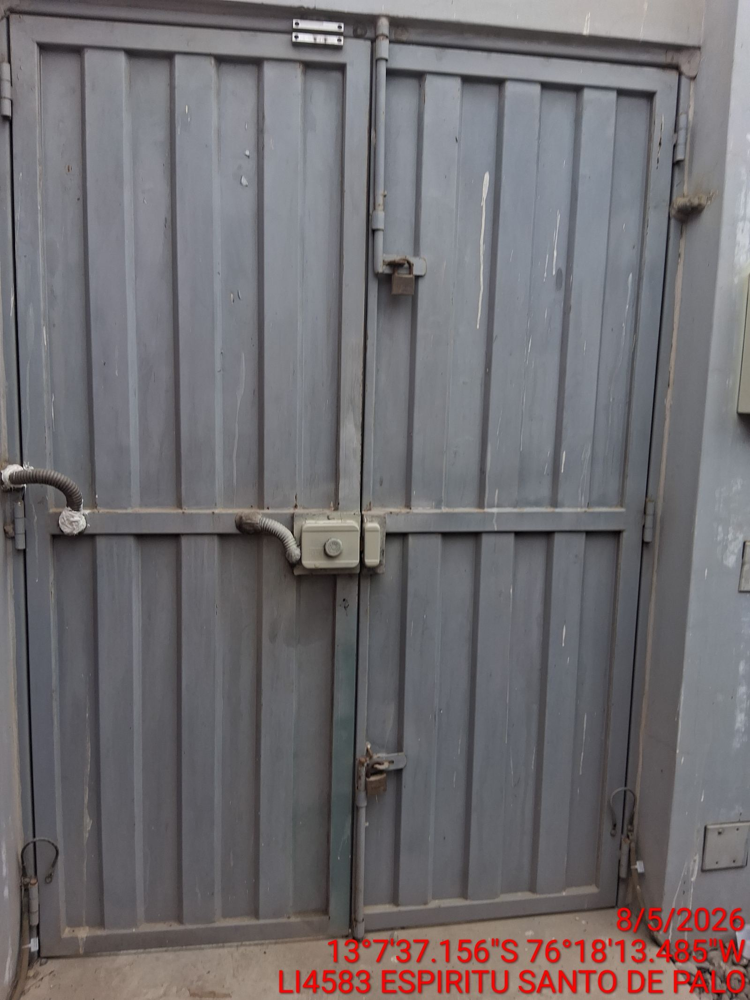 8/5/2026
13°7'37.156"S 76°18'13.485"W
LI4583 ESPIRITU SANTO DE PALO